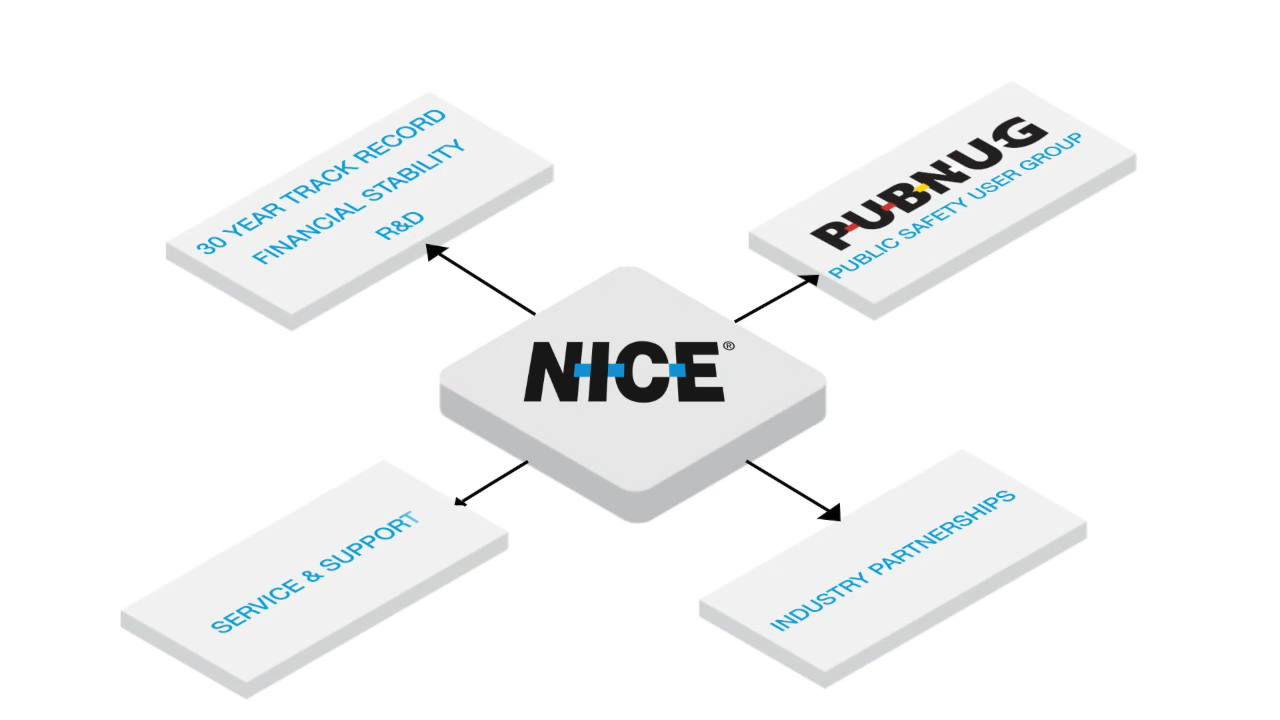 30 YEAR TRACK RECORD
FINANCIAL STABILITY
R&D
PUBNUG
PUBLIC SAFETY USER GROUP
NICE®
SERVICE & SUPPORT
INDUSTRY PARTNERSHIPS